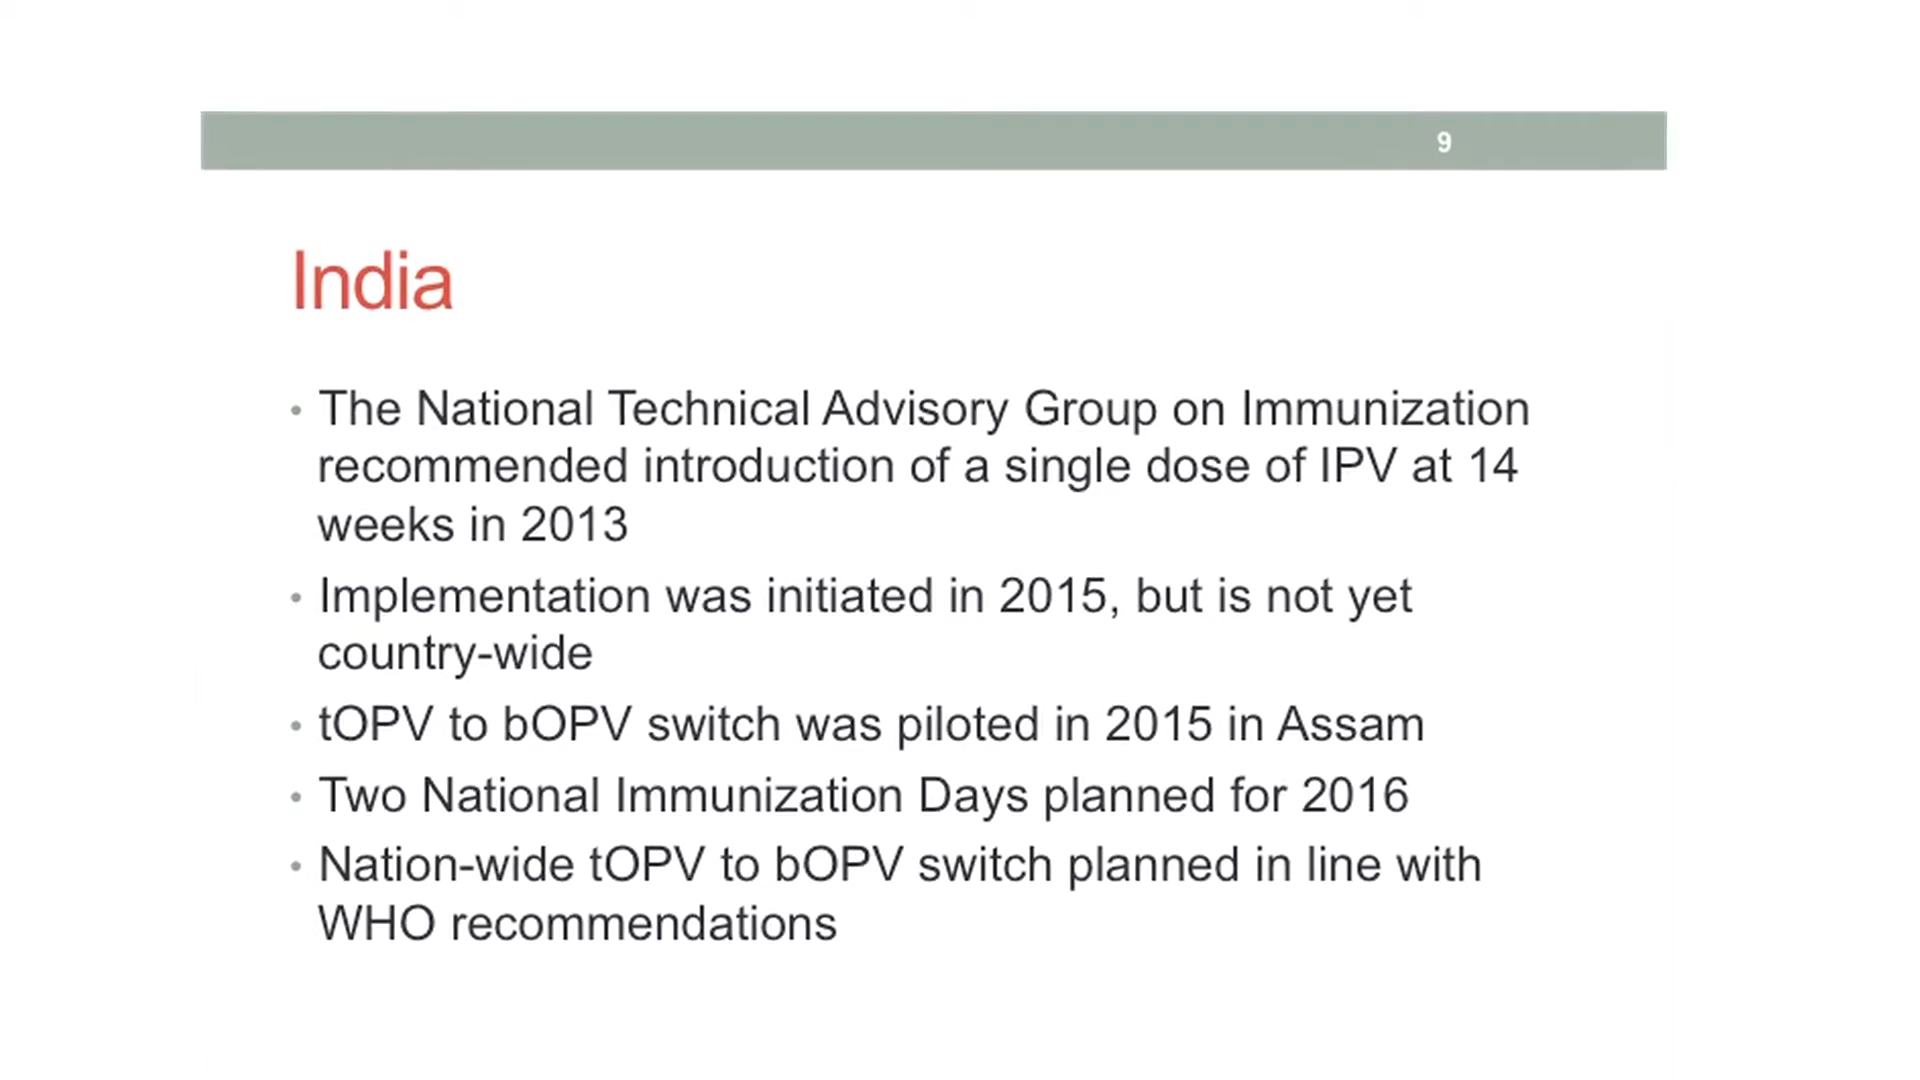 9
India
• The National Technical Advisory Group on Immunization
recommended introduction of a single dose of IPV at 14
weeks in 2013
• Implementation was initiated in 2015, but is not yet
country-wide
• tOPV to bOPV switch was piloted in 2015 in Assam
• Two National Immunization Days planned for 2016
• Nation-wide tOPV to bOPV switch planned in line with
WHO recommendations